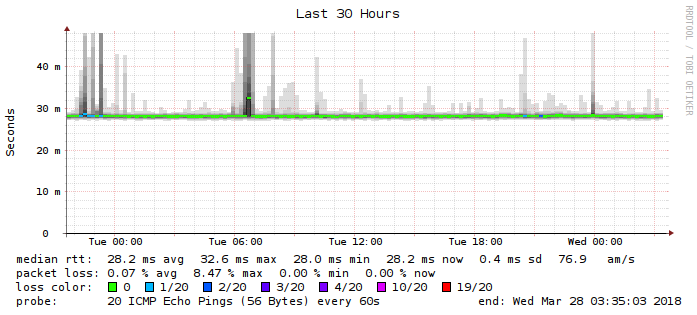 Last 30 Hours
RRDTOOL / TOBI OETIKER
Seconds
40 m
30 m
20 m
10 m
0
Tue 00:00 Tue 06:00 Tue 12:00 Tue 18:00 Wed 00:00
median rtt: 28.2 ms avg 32.6 ms max 28.0 ms min 28.2 ms now 0.4 ms sd 76.9 am/s
packet loss: 0.07 % avg 8.47 % max 0.00 % min 0.00 % now
loss color: 0 1/20 2/20 3/20 4/20 10/20 19/20
probe: 20 ICMP Echo Pings (56 Bytes) every 60s end: Wed Mar 28 03:35:03 2018